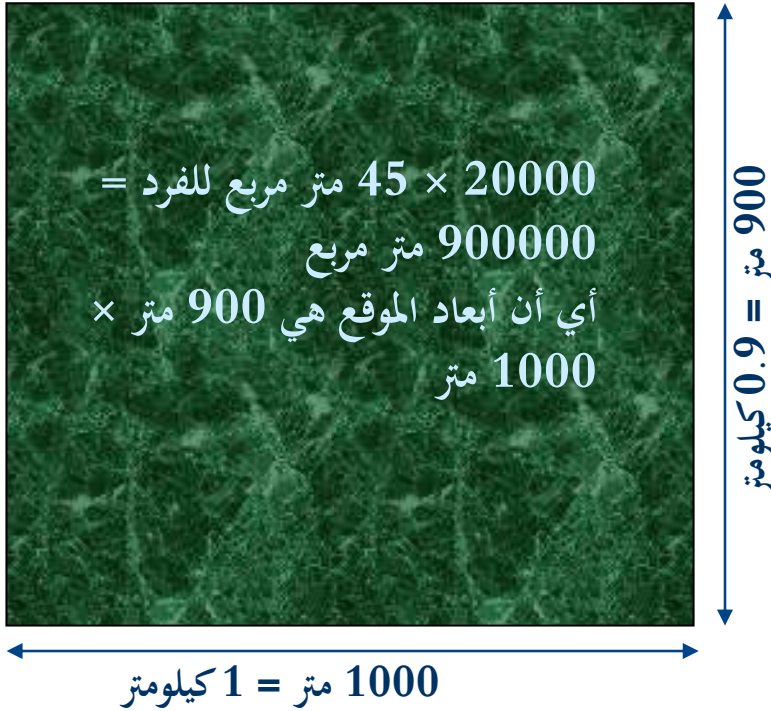 20000 × 45 متر مربع للفرد =
900000 متر مربع
أي أن أبعاد الموقع هي 900 متر ×
1000 متر
900 متر = 0.9 كيلومتر
1000 متر = 1 كيلومتر